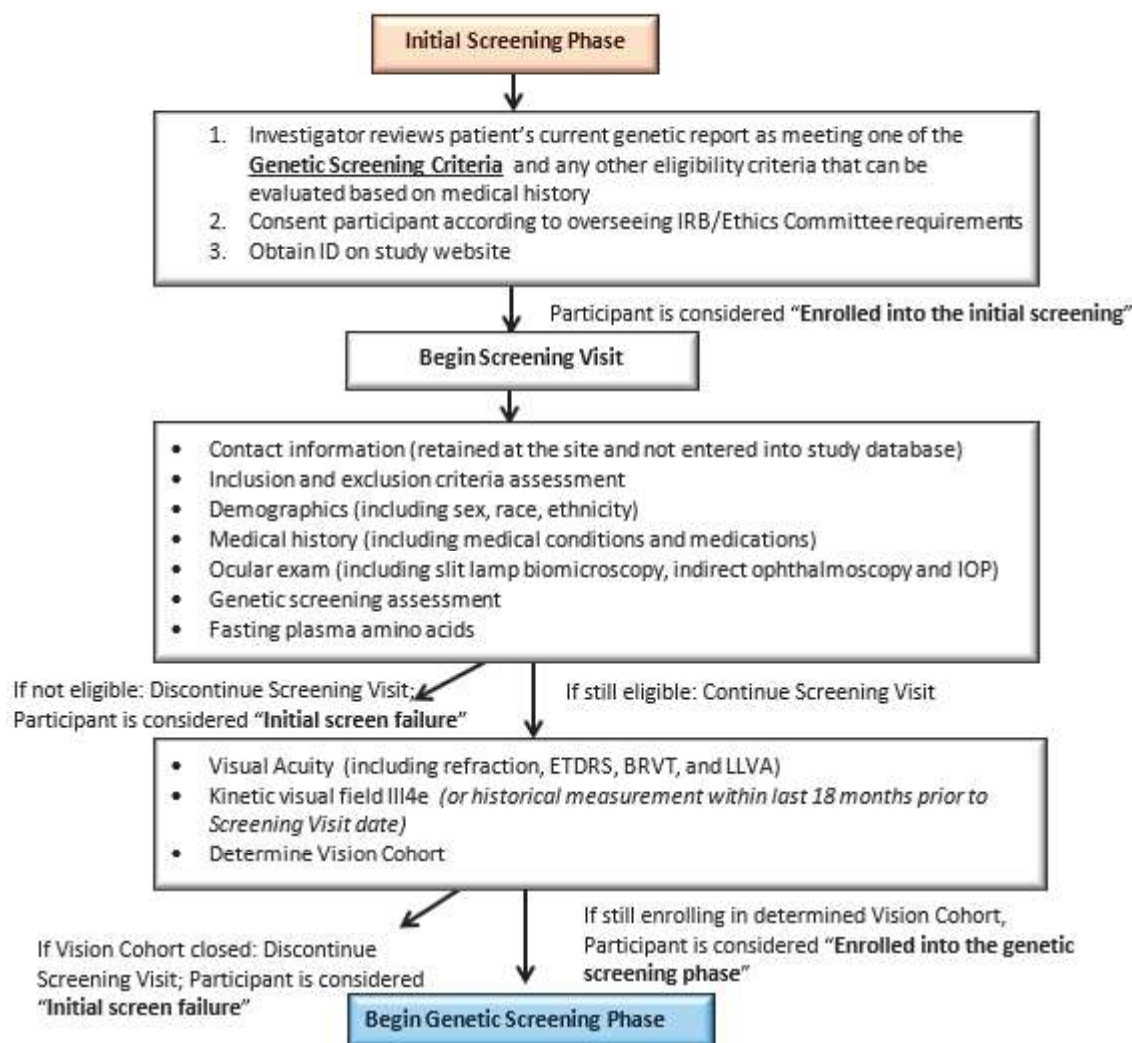 Initial Screening Phase
1. Investigator reviews patient's current genetic report as meeting one of the
Genetic Screening Criteria and any other eligibility criteria that can be
evaluated based on medical history
2. Consent participant according to overseeing IRB/Ethics Committee requirements
3. Obtain ID on study website
Participant is considered “Enrolled into the initial screening”
Begin Screening Visit
• Contact information (retained at the site and not entered into study database)
• Inclusion and exclusion criteria assessment
• Demographics (including sex, race, ethnicity)
• Medical history (including medical conditions and medications)
• Ocular exam (including slit lamp biomicroscopy, indirect ophthalmoscopy and IOP)
• Genetic screening assessment
• Fasting plasma amino acids
If not eligible: Discontinue Screening Visit;
Participant is considered “Initial screen failure”
If still eligible: Continue Screening Visit
• Visual Acuity (including refraction, ETDRS, BRVT, and LLVA)
• Kinetic visual field III4e (or historical measurement within last 18 months prior to
Screening Visit date)
• Determine Vision Cohort
If Vision Cohort closed: Discontinue
Screening Visit; Participant is considered
“Initial screen failure”
If still enrolling in determined Vision Cohort,
Participant is considered “Enrolled into the genetic
screening phase”
Begin Genetic Screening Phase